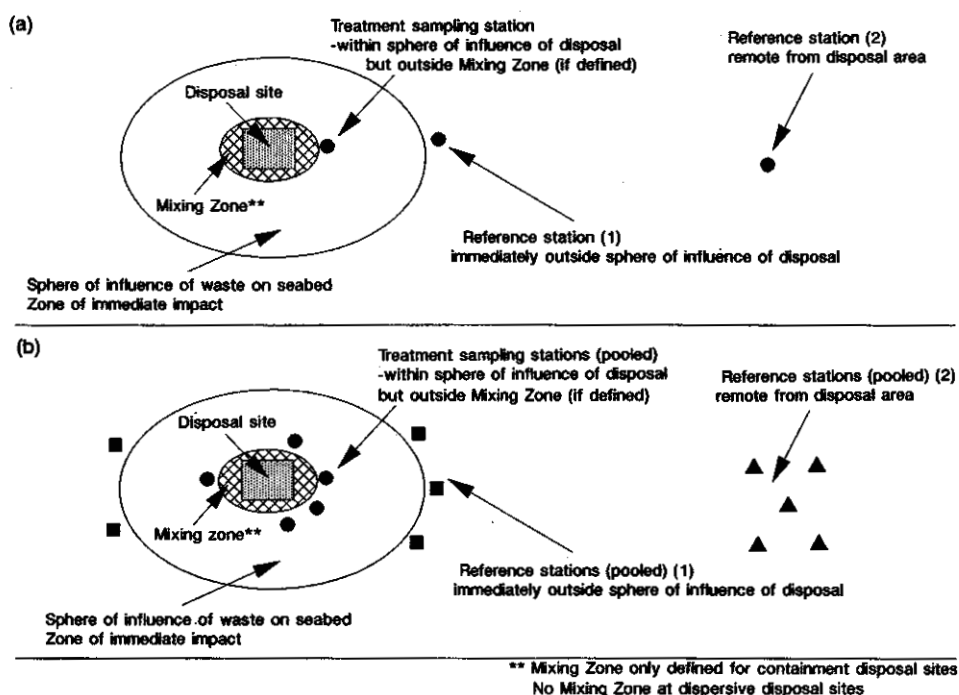 (a)
Treatment sampling station
-within sphere of influence of disposal
but outside Mixing Zone (if defined)
Reference station (2)
remote from disposal area
Disposal site
Mixing Zone**
Reference station (1)
immediately outside sphere of influence of disposal
Sphere of influence of waste on seabed
Zone of immediate impact
(b)
Treatment sampling stations (pooled)
-within sphere of influence of disposal
but outside Mixing Zone (if defined)
Reference stations (pooled) (2)
remote from disposal area
Disposal site
Mixing zone**
Reference stations (pooled) (1)
immediately outside sphere of influence of disposal
Sphere of influence of waste on seabed
Zone of immediate impact
** Mixing Zone only defined for containment disposal sites
No Mixing Zone at dispersive disposal sites